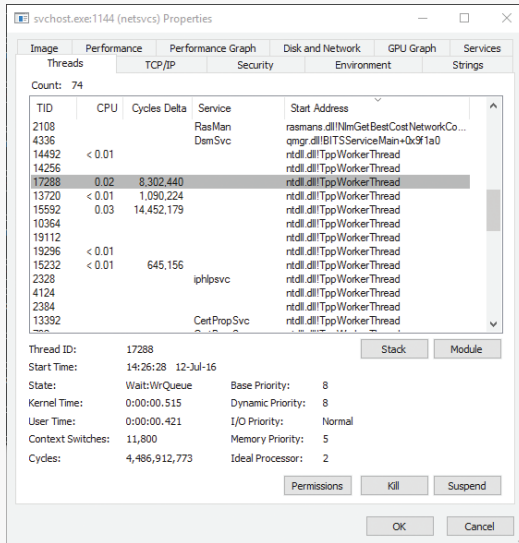 svchost.exe:1144 (netsvcs) Properties
Image Performance Performance Graph Disk and Network GPU Graph Services
Threads TCP/IP Security Environment Strings
Count: 74
TID CPU Cycles Delta Service Start Address
2108 RasMan rasmans.dll!NlmGetBestCostNetworkCo...
4336 DsmSvc qmgr.dll!BITSServiceMain+0x9f1a0
14492 < 0.01 ntdll.dll!TppWorkerThread
14256 ntdll.dll!TppWorkerThread
17288 0.02 8,302,440 ntdll.dll!TppWorkerThread
13720 < 0.01 1,090,224 ntdll.dll!TppWorkerThread
15592 0.03 14,452,179 ntdll.dll!TppWorkerThread
10364 ntdll.dll!TppWorkerThread
19112 ntdll.dll!TppWorkerThread
19296 < 0.01 ntdll.dll!TppWorkerThread
15232 < 0.01 645,156 ntdll.dll!TppWorkerThread
2328 iphlpsvc ntdll.dll!TppWorkerThread
4124 ntdll.dll!TppWorkerThread
2384 ntdll.dll!TppWorkerThread
13392 CertPropSvc ntdll.dll!TppWorkerThread
Thread ID: 17288 Stack Module
Start Time: 14:26:28 12-Jul-16
State: Wait:WrQueue Base Priority: 8
Kernel Time: 0:00:00.515 Dynamic Priority: 8
User Time: 0:00:00.421 I/O Priority: Normal
Context Switches: 11,800 Memory Priority: 5
Cycles: 4,486,912,773 Ideal Processor: 2
Permissions Kill Suspend
OK Cancel